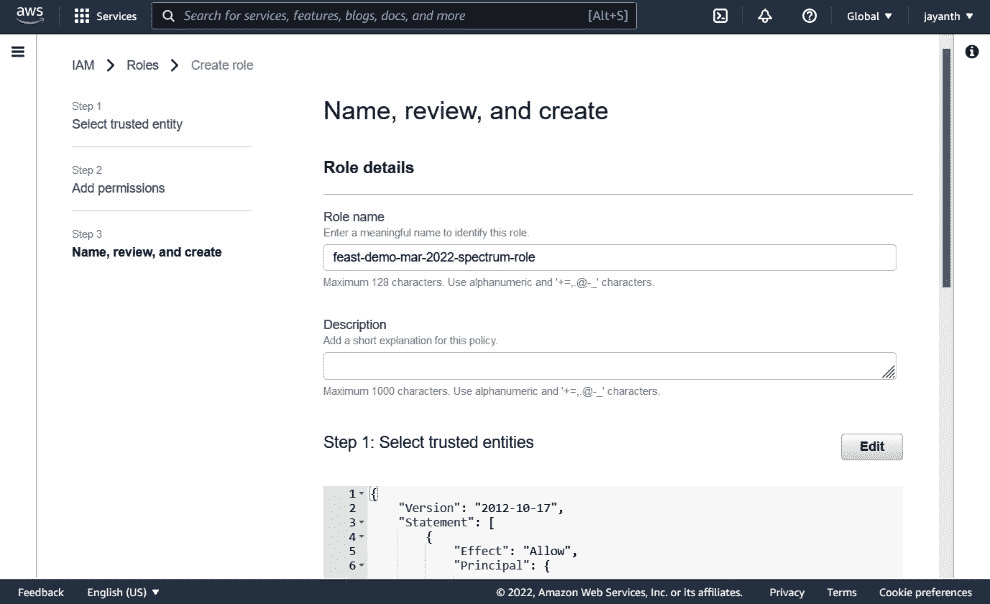 aws
Services
Search for services, features, blogs, docs, and more
[Alt+S]
Global ▼
jayanth ▼
IAM > Roles > Create role
Step 1
Select trusted entity
Step 2
Add permissions
Step 3
Name, review, and create
Name, review, and create
Role details
Role name
Enter a meaningful name to identify this role.
feast-demo-mar-2022-spectrum-role
Maximum 128 characters. Use alphanumeric and '+=,.@-_' characters.
Description
Add a short explanation for this policy.
Maximum 1000 characters. Use alphanumeric and '+=,.@-_' characters.
Step 1: Select trusted entities
Edit
1 {
2 "Version": "2012-10-17",
3 "Statement": [
4 {
5 "Effect": "Allow",
6 "Principal": {
Feedback
English (US) ▼
© 2022, Amazon Web Services, Inc. or its affiliates.
Privacy
Terms
Cookie preferences